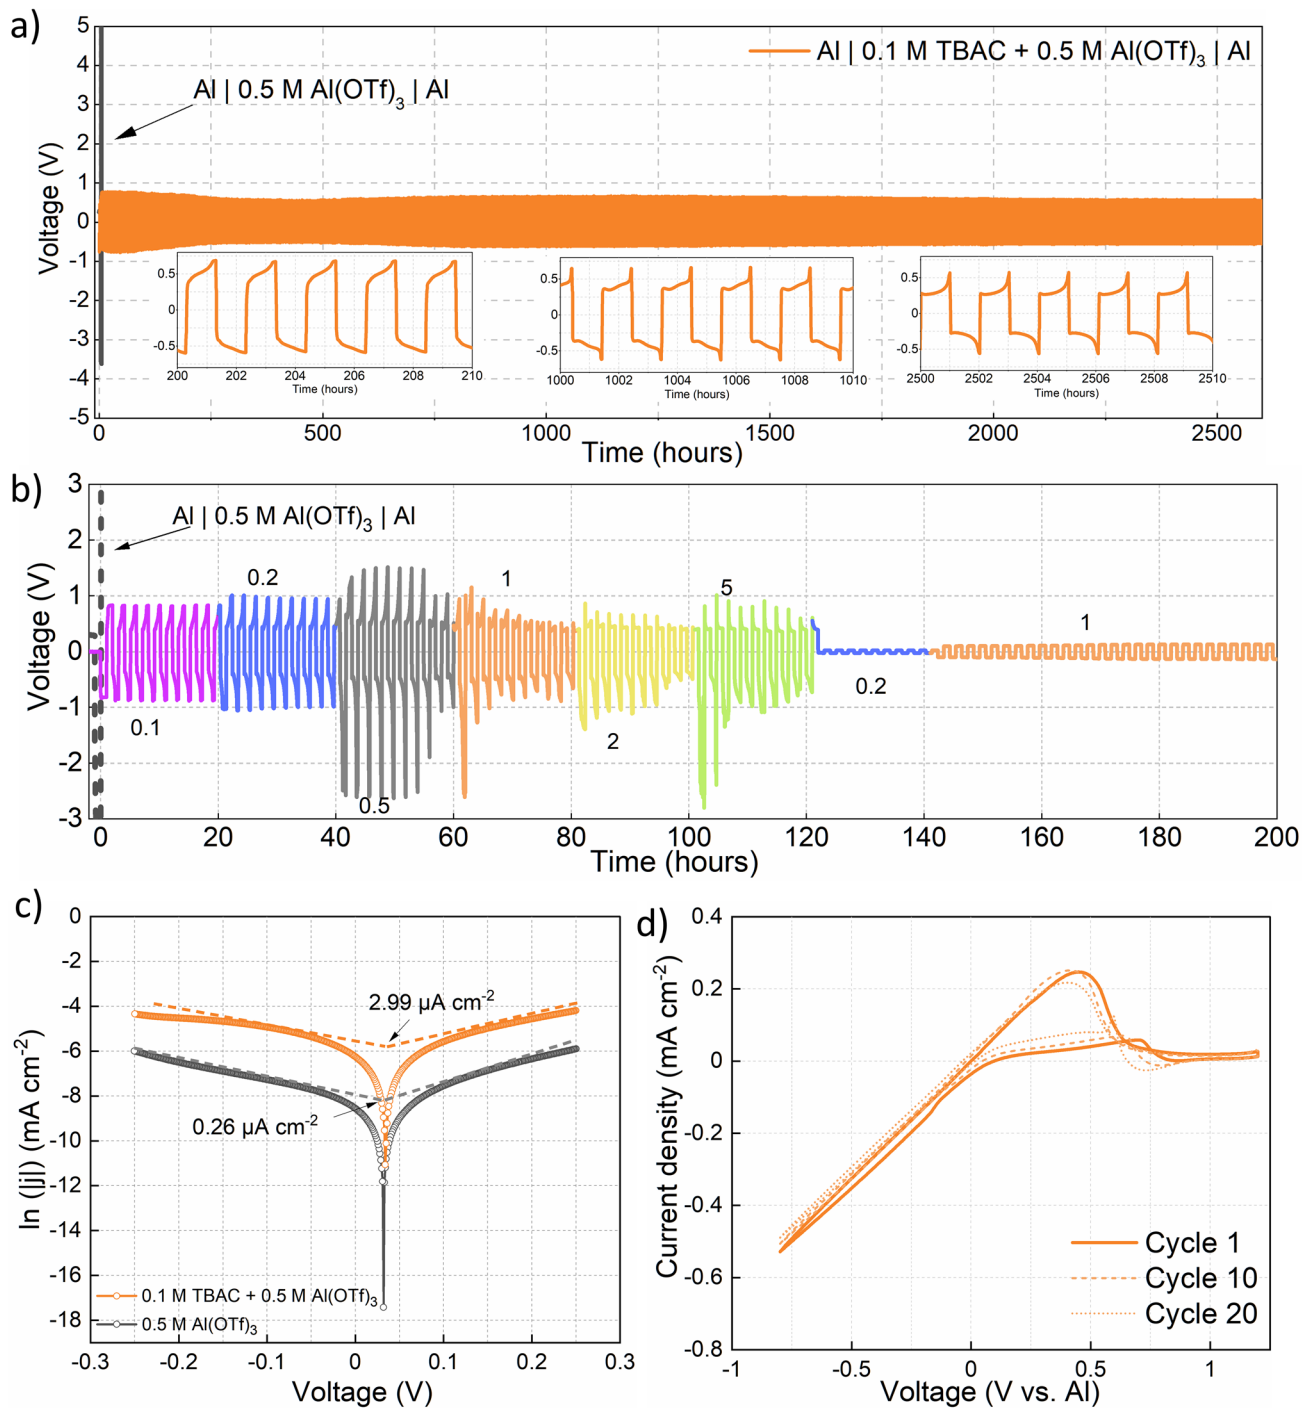 a)
5
4
3
2
1
0
-1
-2
-3
-4
-5
Voltage (V)
Al | 0.1 M TBAC + 0.5 M Al(OTf)₃ | Al
Al | 0.5 M Al(OTf)₃ | Al
0.5
0
-0.5
200 202 204 206 208 210
Time (hours)
0.5
0
-0.5
1000 1002 1004 1006 1008 1010
Time (hours)
0.5
0
-0.5
2500 2502 2504 2506 2508 2510
Time (hours)
0 500 1000 1500 2000 2500
Time (hours)
b)
3
2
1
0
-1
-2
-3
Voltage (V)
Al | 0.5 M Al(OTf)₃ | Al
0.1
0.2
0.5
1
2
5
0.2
1
0 20 40 60 80 100 120 140 160 180 200
Time (hours)
c)
0
-2
-4
-6
-8
-10
-12
-14
-16
-18
ln (|j|) (mA cm⁻²)
2.99 µA cm⁻²
0.26 µA cm⁻²
0.1 M TBAC + 0.5 M Al(OTf)₃
0.5 M Al(OTf)₃
-0.3 -0.2 -0.1 0 0.1 0.2 0.3
Voltage (V)
d)
0.4
0.2
0
-0.2
-0.4
-0.6
-0.8
Current density (mA cm⁻²)
Cycle 1
Cycle 10
Cycle 20
-1 -0.5 0 0.5 1
Voltage (V vs. Al)